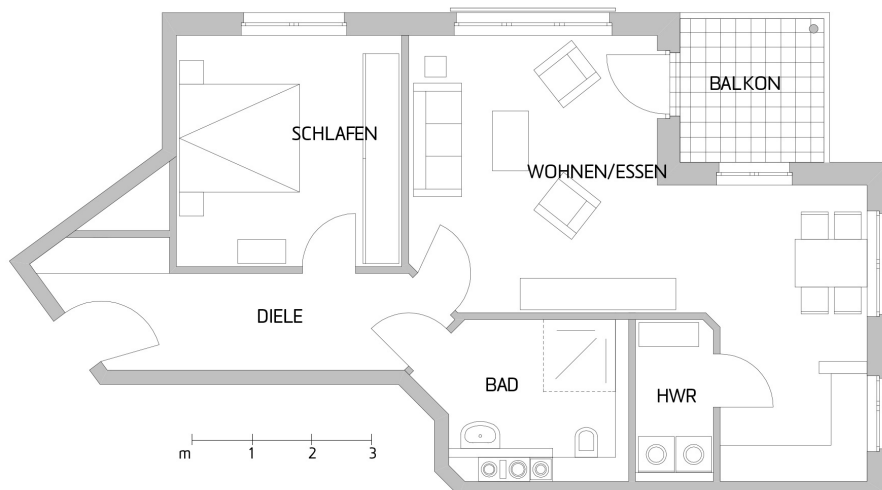 BALKON
SCHLAFEN
WOHNEN/ESSEN
DIELE
BAD
HWR
m 1 2 3